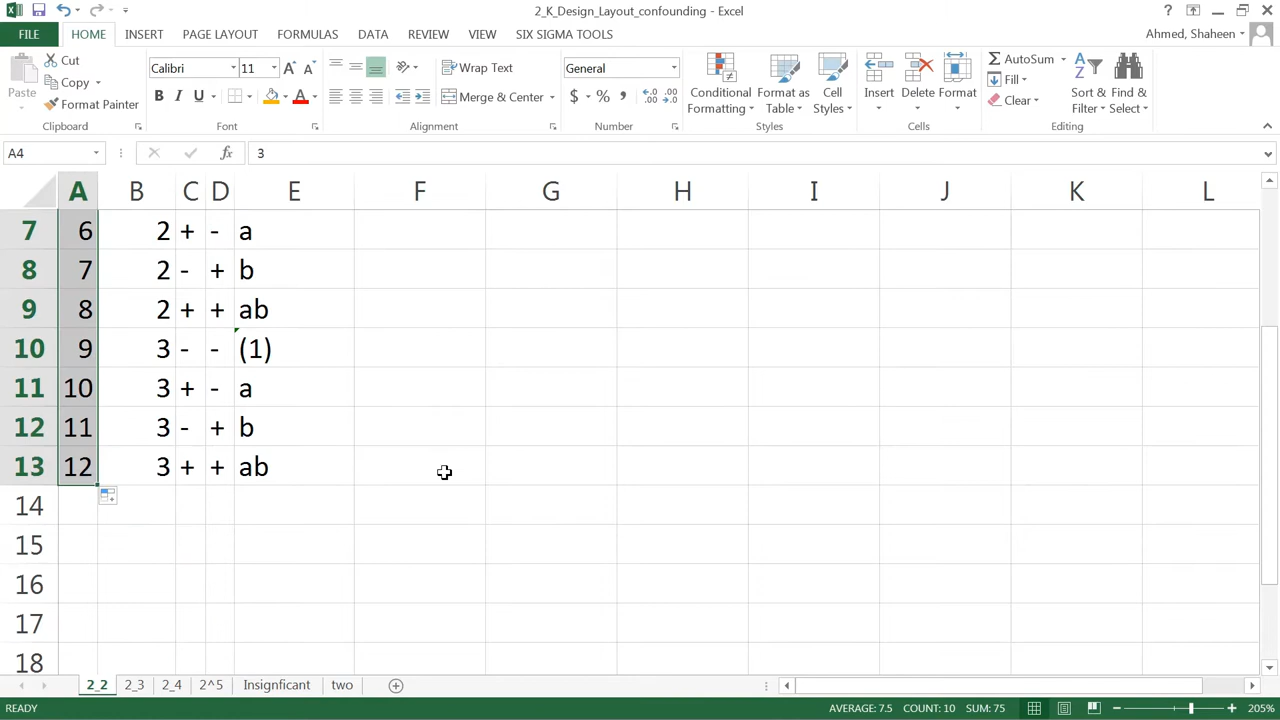 2_K_Design_Layout_confounding - Excel
?
FILE HOME INSERT PAGE LAYOUT FORMULAS DATA REVIEW VIEW SIX SIGMA TOOLS Ahmed, Shaheen
Paste Cut Copy Format Painter
Calibri 11 A A Wrap Text General
B I U A Merge & Center $ % ,
Conditional Formatting Format as Table Cell Styles Insert Delete Format
AutoSum Fill Clear Sort & Filter Find & Select
Clipboard Font Alignment Number Styles Cells Editing
A4 fx 3
A B C D E F G H I J K L
7 6 2 + - a
8 7 2 - + b
9 8 2 + + ab
10 9 3 - - (1)
11 10 3 + - a
12 11 3 - + b
13 12 3 + + ab
14
15
16
17
18
2_2 2_3 2_4 2^5 Insignficant two
READY AVERAGE: 7.5 COUNT: 10 SUM: 75 205%